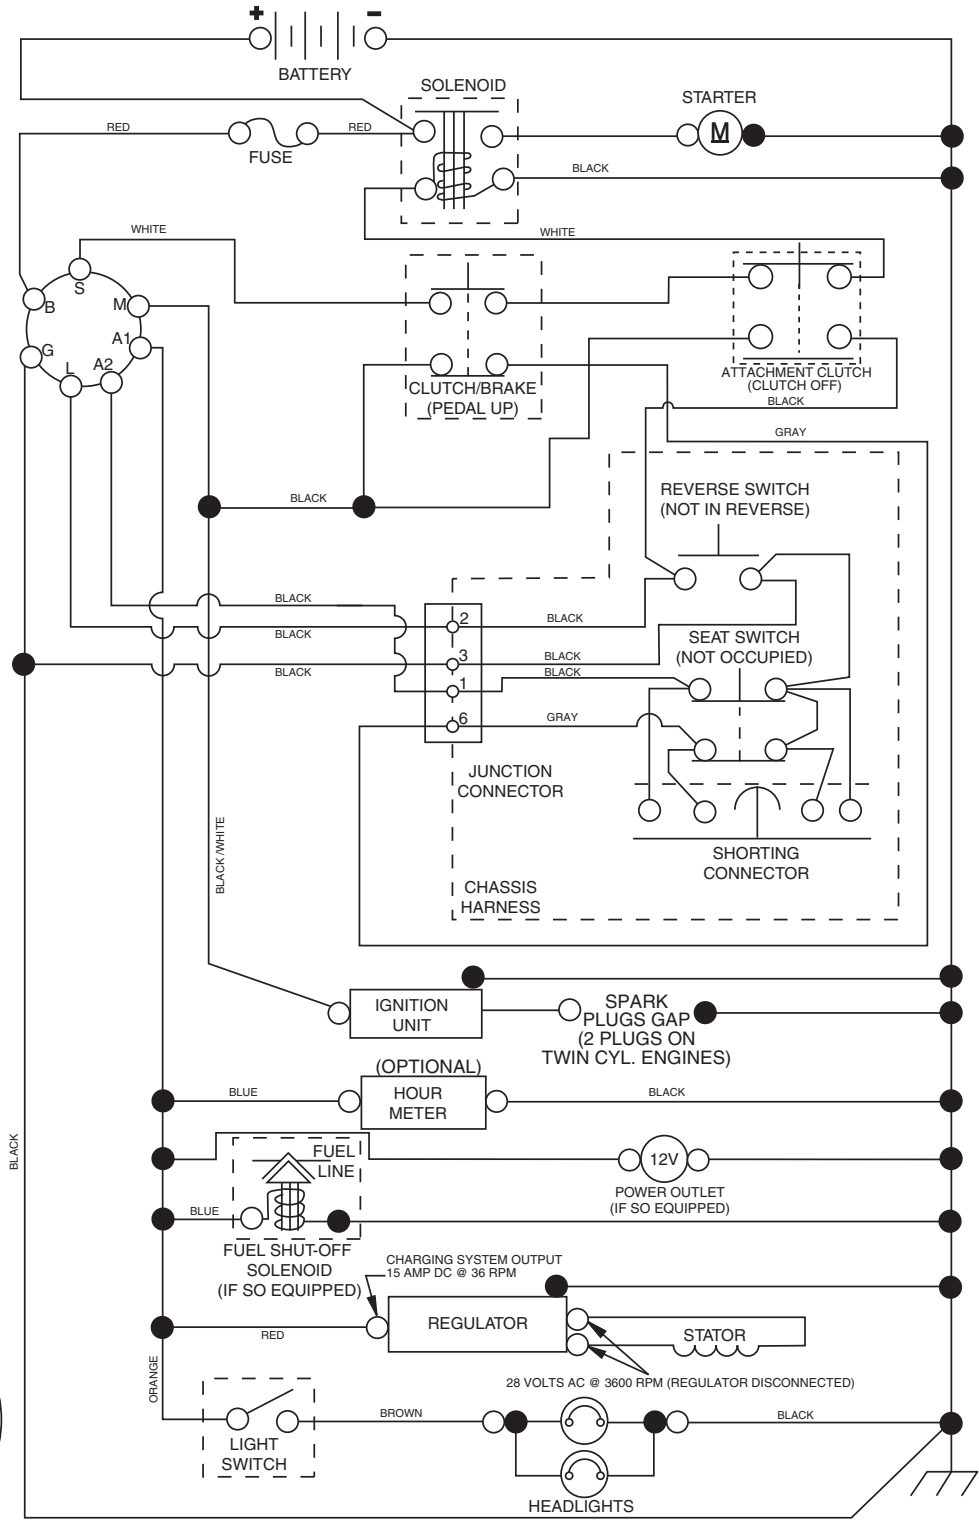 + -
BATTERY
SOLENOID
STARTER
M
RED
FUSE
RED
BLACK
WHITE
WHITE
S
B
M
A1
G
L
A2
CLUTCH/BRAKE
(PEDAL UP)
ATTACHMENT CLUTCH
(CLUTCH OFF)
BLACK
GRAY
BLACK
REVERSE SWITCH
(NOT IN REVERSE)
BLACK
2
BLACK
BLACK
SEAT SWITCH
(NOT OCCUPIED)
3
BLACK
BLACK
BLACK
1
6
GRAY
JUNCTION
CONNECTOR
SHORTING
CONNECTOR
BLACK /WHITE
CHASSIS
HARNESS
IGNITION
UNIT
SPARK
PLUGS GAP
(2 PLUGS ON
TWIN CYL. ENGINES)
(OPTIONAL)
HOUR
METER
BLUE
BLACK
BLACK
FUEL
LINE
12V
POWER OUTLET
(IF SO EQUIPPED)
BLUE
FUEL SHUT-OFF
SOLENOID
(IF SO EQUIPPED)
CHARGING SYSTEM OUTPUT
15 AMP DC @ 36 RPM
REGULATOR
RED
STATOR
28 VOLTS AC @ 3600 RPM (REGULATOR DISCONNECTED)
ORANGE
BROWN
BLACK
LIGHT
SWITCH
HEADLIGHTS